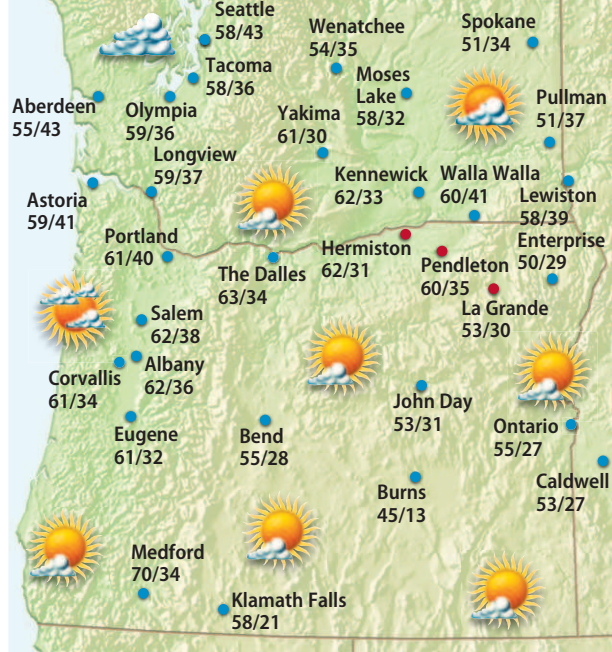 Seattle
58/43
Wenatchee
54/35
Spokane
51/34
Tacoma
58/36
Moses
Lake
58/32
Aberdeen
55/43
Olympia
59/36
Yakima
61/30
Pullman
51/37
Longview
59/37
Kennewick
62/33
Walla Walla
60/41
Astoria
59/41
Lewiston
58/39
Portland
61/40
The Dalles
63/34
Hermiston
62/31
Pendleton
60/35
Enterprise
50/29
La Grande
53/30
Salem
62/38
Albany
62/36
Corvallis
61/34
John Day
53/31
Eugene
61/32
Bend
55/28
Ontario
55/27
Burns
45/13
Caldwell
53/27
Medford
70/34
Klamath Falls
58/21